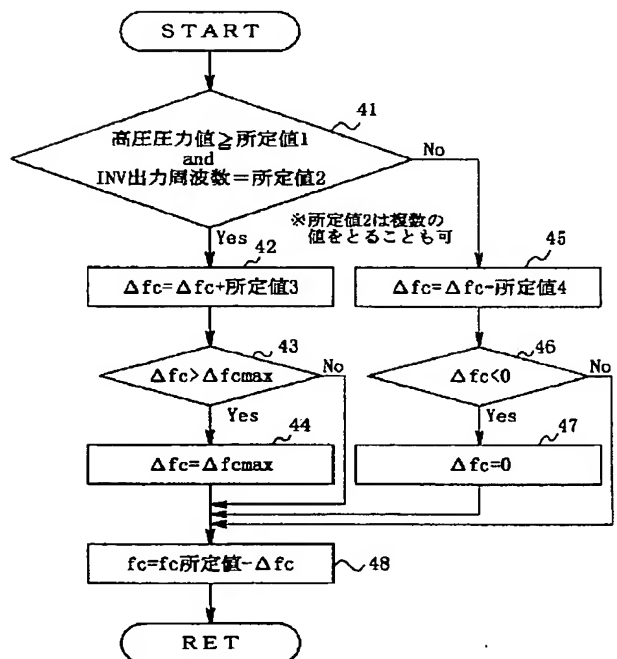 START
高圧圧力値≧所定値1
and
INV出力周波数=所定値2
41
No
Yes
※所定値2は複数の
値をとることも可
42
Δfc=Δfc+所定値3
45
Δfc=Δfc-所定値4
43
Δfc>Δfcmax
No
Yes
46
Δfc<0
No
Yes
44
Δfc=Δfcmax
47
Δfc=0
fc=fc所定値-Δfc
48
RET